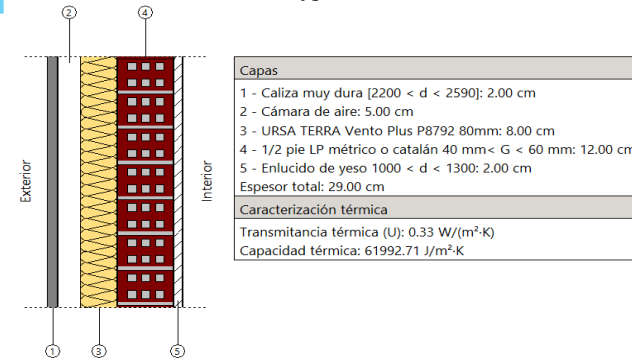 2
4
Exterior
Interior
1
3
5
Capas
1 - Caliza muy dura [2200 < d < 2590]: 2.00 cm
2 - Cámara de aire: 5.00 cm
3 - URSA TERRA Vento Plus P8792 80mm: 8.00 cm
4 - 1/2 pie LP métrico o catalán 40 mm< G < 60 mm: 12.00 cm
5 - Enlucido de yeso 1000 < d < 1300: 2.00 cm
Espesor total: 29.00 cm
Caracterización térmica
Transmitancia térmica (U): 0.33 W/(m²·K)
Capacidad térmica: 61992.71 J/m²·K